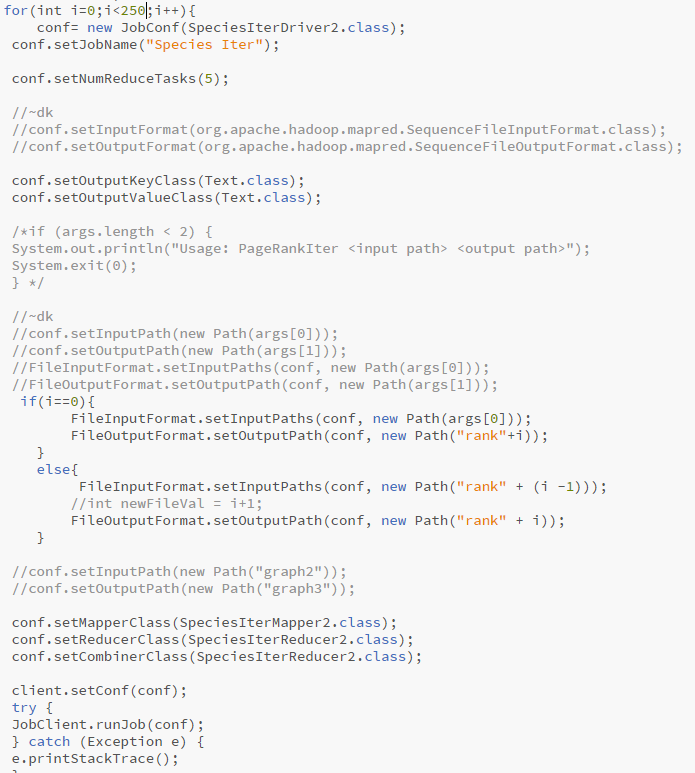 for(int i=0;i<250;i++){
conf= new JobConf(SpeciesIterDriver2.class);
conf.setJobName("Species Iter");
conf.setNumReduceTasks(5);
//~dk
//conf.setInputFormat(org.apache.hadoop.mapred.SequenceFileInputFormat.class);
//conf.setOutputFormat(org.apache.hadoop.mapred.SequenceFileOutputFormat.class);
conf.setOutputKeyClass(Text.class);
conf.setOutputValueClass(Text.class);
/*if (args.length < 2) {
System.out.println("Usage: PageRankIter <input path> <output path>");
System.exit(0);
} */
//~dk
//conf.setInputPath(new Path(args[0]));
//conf.setOutputPath(new Path(args[1]));
//FileInputFormat.setInputPaths(conf, new Path(args[0]));
//FileOutputFormat.setOutputPath(conf, new Path(args[1]));
if(i==0){
FileInputFormat.setInputPaths(conf, new Path(args[0]));
FileOutputFormat.setOutputPath(conf, new Path("rank"+i));
}
else{
FileInputFormat.setInputPaths(conf, new Path("rank" + (i -1)));
//int newFileVal = i+1;
FileOutputFormat.setOutputPath(conf, new Path("rank" + i));
}
//conf.setInputPath(new Path("graph2"));
//conf.setOutputPath(new Path("graph3"));
conf.setMapperClass(SpeciesIterMapper2.class);
conf.setReducerClass(SpeciesIterReducer2.class);
conf.setCombinerClass(SpeciesIterReducer2.class);
client.setConf(conf);
try {
JobClient.runJob(conf);
} catch (Exception e) {
e.printStackTrace();